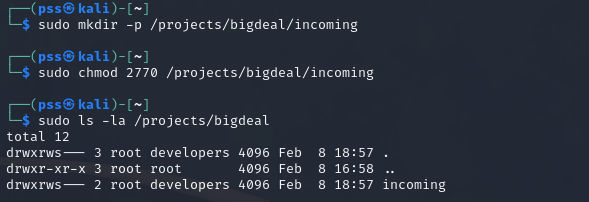 ┌──(pss㉿kali)-[~]
└─$ sudo mkdir -p /projects/bigdeal/incoming
┌──(pss㉿kali)-[~]
└─$ sudo chmod 2770 /projects/bigdeal/incoming
┌──(pss㉿kali)-[~]
└─$ sudo ls -la /projects/bigdeal
total 12
drwxrws--- 3 root developers 4096 Feb  8 18:57 .
drwxr-xr-x 3 root root       4096 Feb  8 16:58 ..
drwxrws--- 2 root developers 4096 Feb  8 18:57 incoming